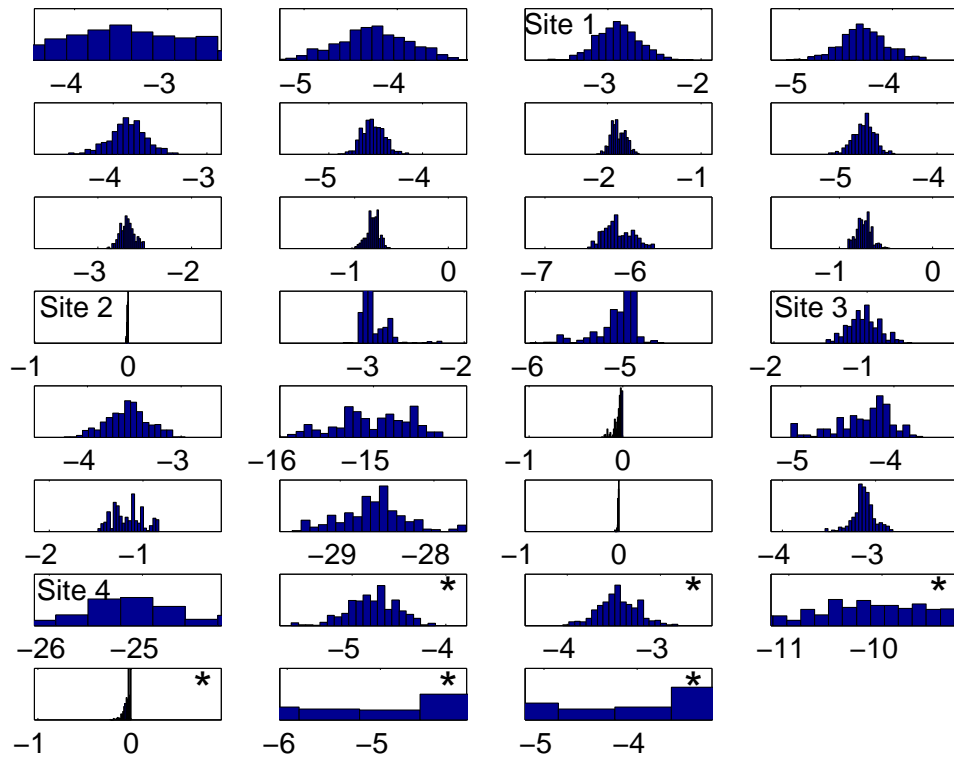 Site 1
−4 −3 −5 −4 −3 −2 −5 −4
−4 −3 −5 −4 −2 −1 −5 −4
−3 −2 −1 0 −7 −6 −1 0
Site 2 Site 3
−1 0 −3 −2 −6 −5 −2 −1
−4 −3 −16 −15 −1 0 −5 −4
−2 −1 −29 −28 −1 0 −4 −3
Site 4 * * *
−26 −25 −5 −4 −4 −3 −11 −10
* * *
−1 0 −6 −5 −5 −4